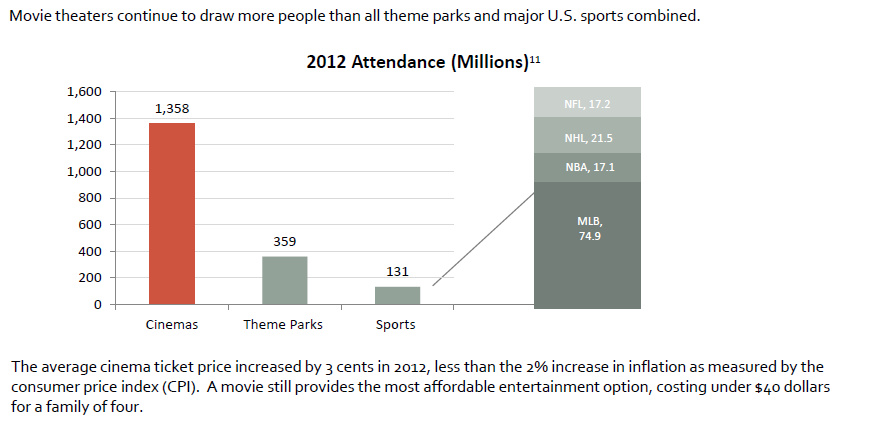 Movie theaters continue to draw more people than all theme parks and major U.S. sports combined.
2012 Attendance (Millions)¹¹
1,600
1,400
1,200
1,000
800
600
400
200
0
1,358
359
131
Cinemas
Theme Parks
Sports
NFL, 17.2
NHL, 21.5
NBA, 17.1
MLB,
74.9
The average cinema ticket price increased by 3 cents in 2012, less than the 2% increase in inflation as measured by the
consumer price index (CPI). A movie still provides the most affordable entertainment option, costing under $40 dollars
for a family of four.